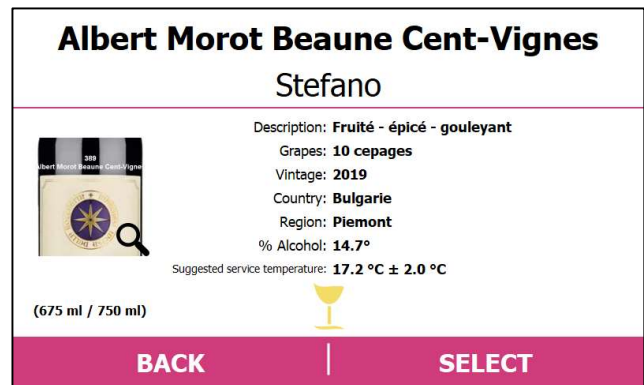 Albert Morot Beaune Cent-Vignes
Stefano
Description: Fruité - épicé - gouleyant
Grapes: 10 cepages
Vintage: 2019
Country: Bulgarie
Region: Piemont
% Alcohol: 14.7°
Suggested service temperature: 17.2 °C ± 2.0 °C
389
Albert Morot Beaune Cent-Vigne
(675 ml / 750 ml)
BACK
SELECT